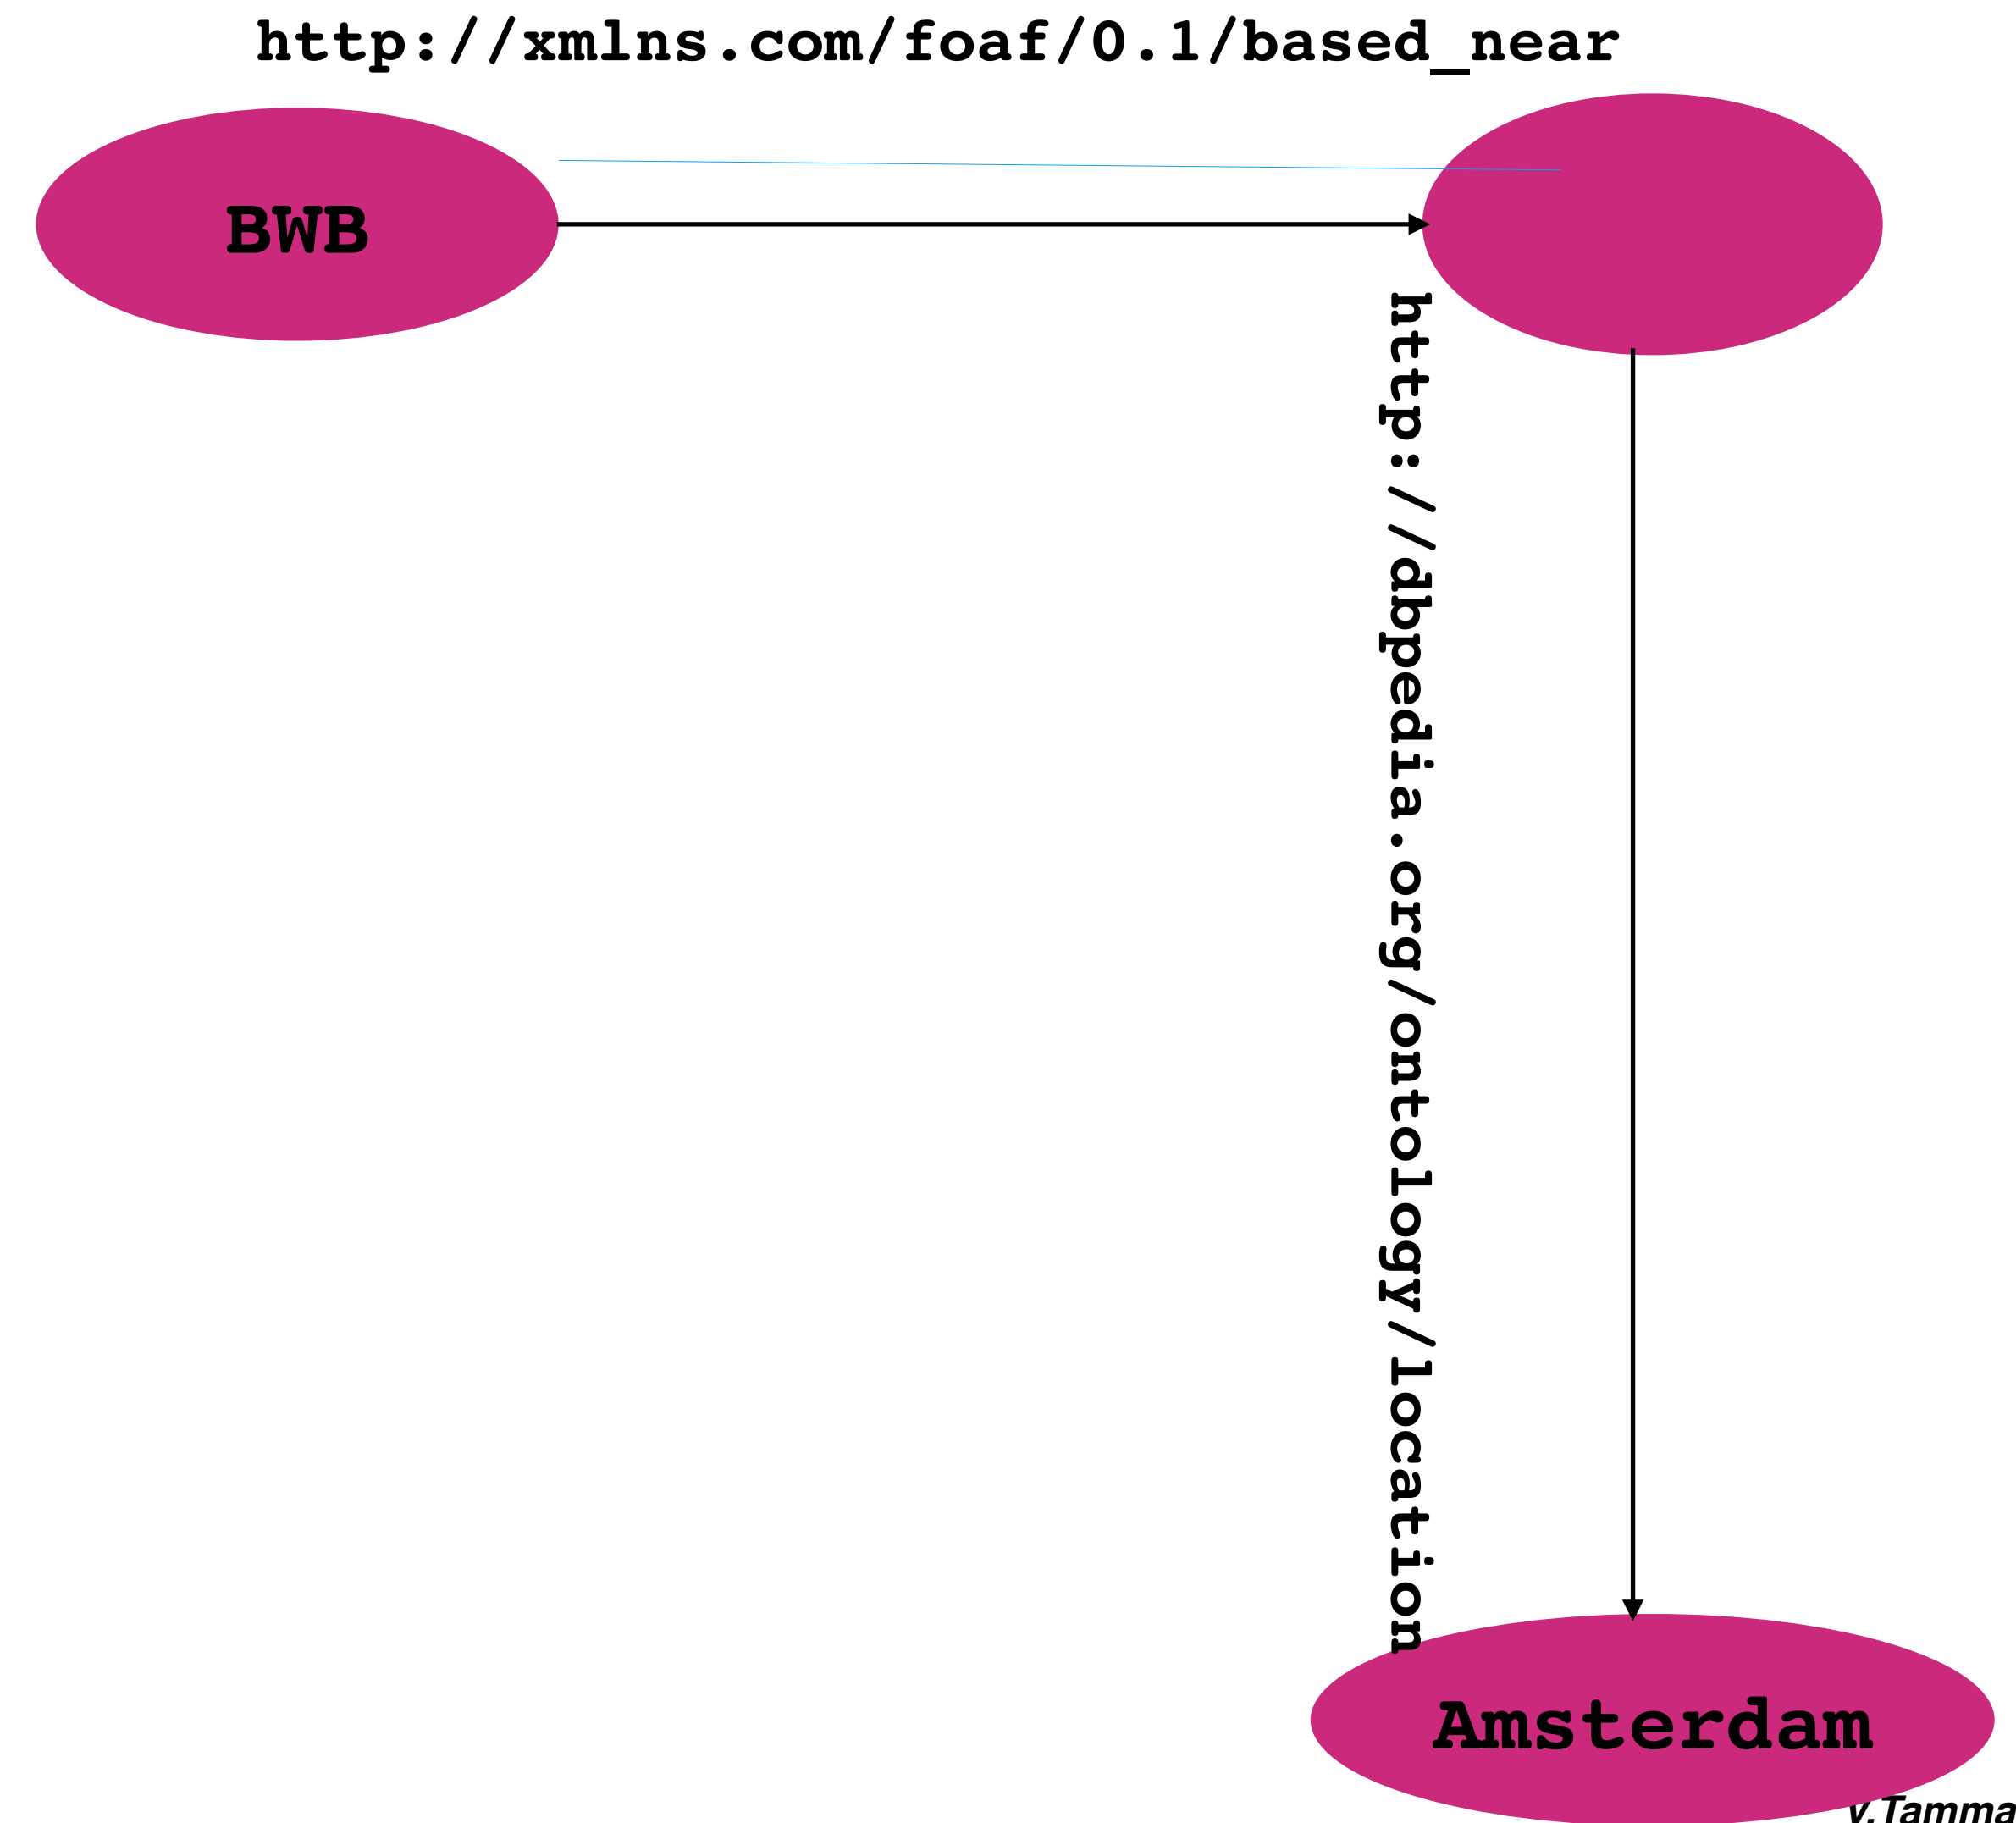 http://xmlns.com/foaf/0.1/based_near
BWB
http://dbpedia.org/ontology/location
Amsterdam
V.Tamma